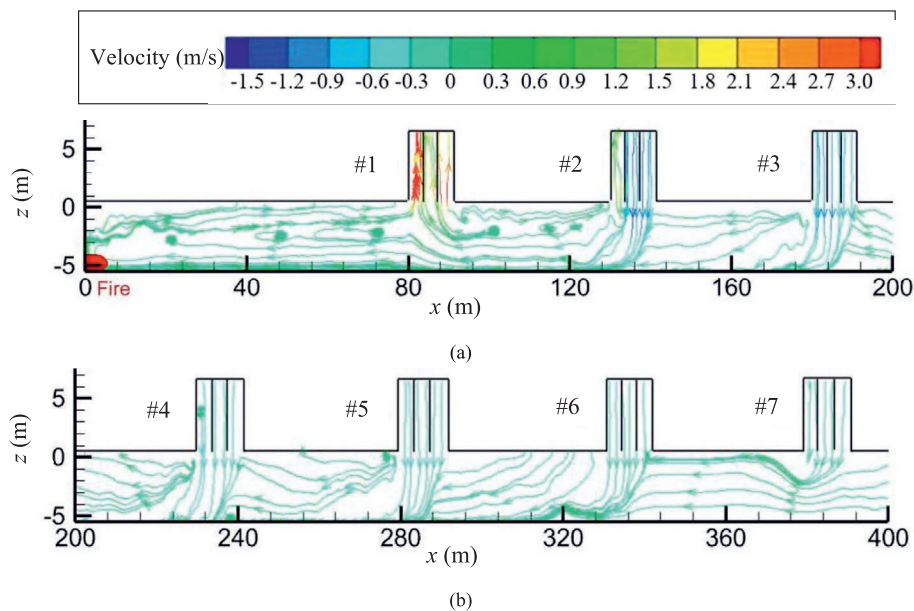 Velocity (m/s)
-1.5 -1.2 -0.9 -0.6 -0.3 0 0.3 0.6 0.9 1.2 1.5 1.8 2.1 2.4 2.7 3.0
#1 #2 #3
z (m)
5
0
-5
0 Fire 40 80 120 160 200
x (m)
(a)
#4 #5 #6 #7
z (m)
5
0
-5
200 240 280 320 360 400
x (m)
(b)